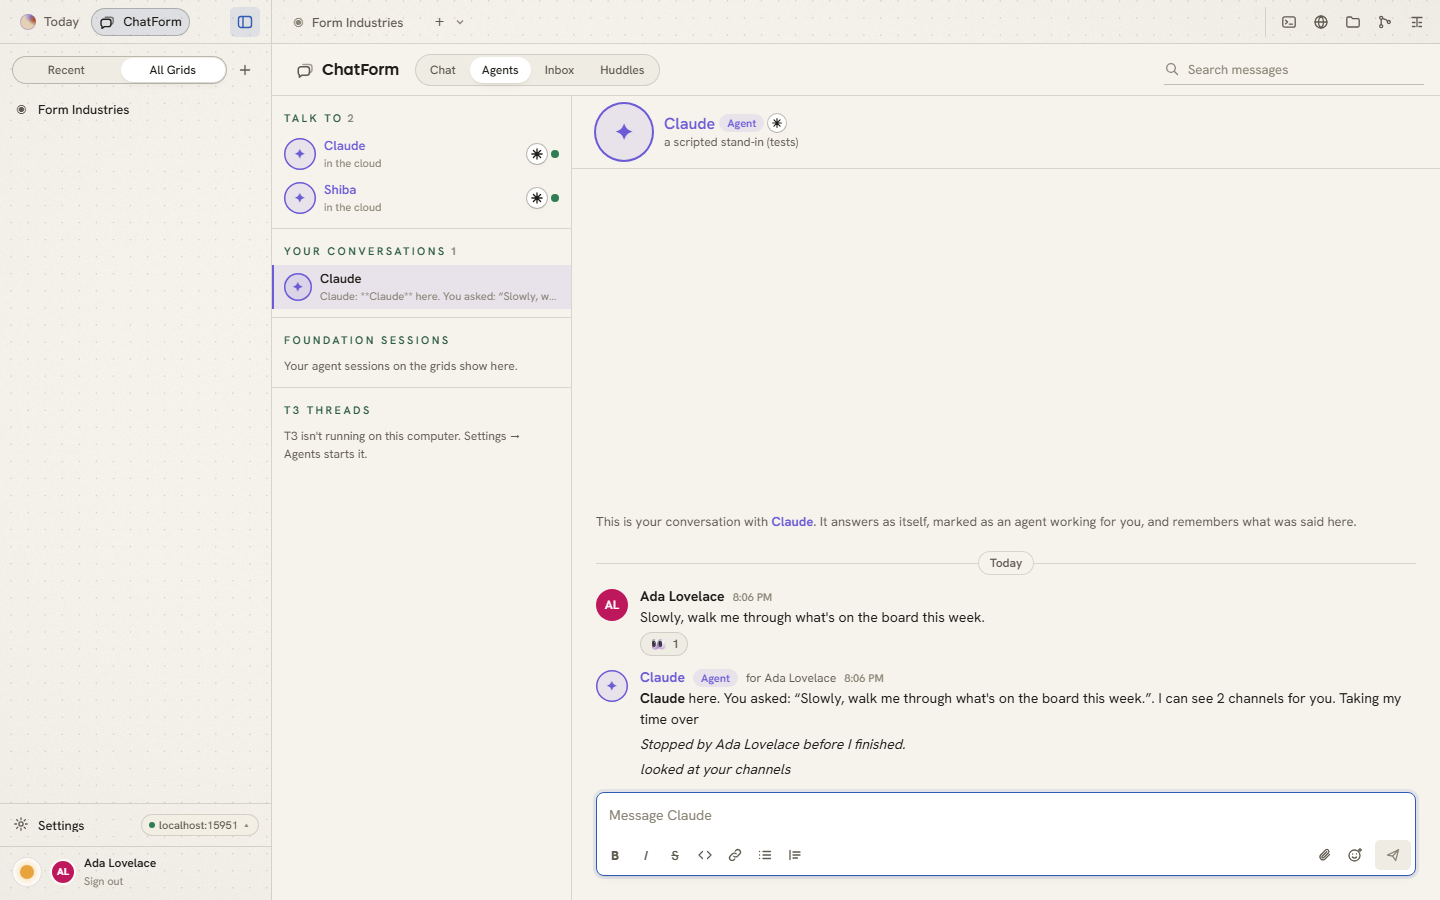 Today
ChatForm
Form Industries
Recent
All Grids
Form Industries
ChatForm
Chat
Agents
Inbox
Huddles
Search messages
TALK TO 2
Claude
in the cloud
Shiba
in the cloud
YOUR CONVERSATIONS 1
Claude
Claude: **Claude** here. You asked: “Slowly, w…
FOUNDATION SESSIONS
Your agent sessions on the grids show here.
T3 THREADS
T3 isn't running on this computer. Settings →
Agents starts it.
Claude Agent
a scripted stand-in (tests)
This is your conversation with Claude. It answers as itself, marked as an agent working for you, and remembers what was said here.
Today
AL
Ada Lovelace 8:06 PM
Slowly, walk me through what's on the board this week.
👀 1
Claude Agent for Ada Lovelace 8:06 PM
Claude here. You asked: “Slowly, walk me through what's on the board this week.”. I can see 2 channels for you. Taking my
time over
Stopped by Ada Lovelace before I finished.
looked at your channels
Message Claude
B I S
Settings
localhost:15951
AL
Ada Lovelace
Sign out